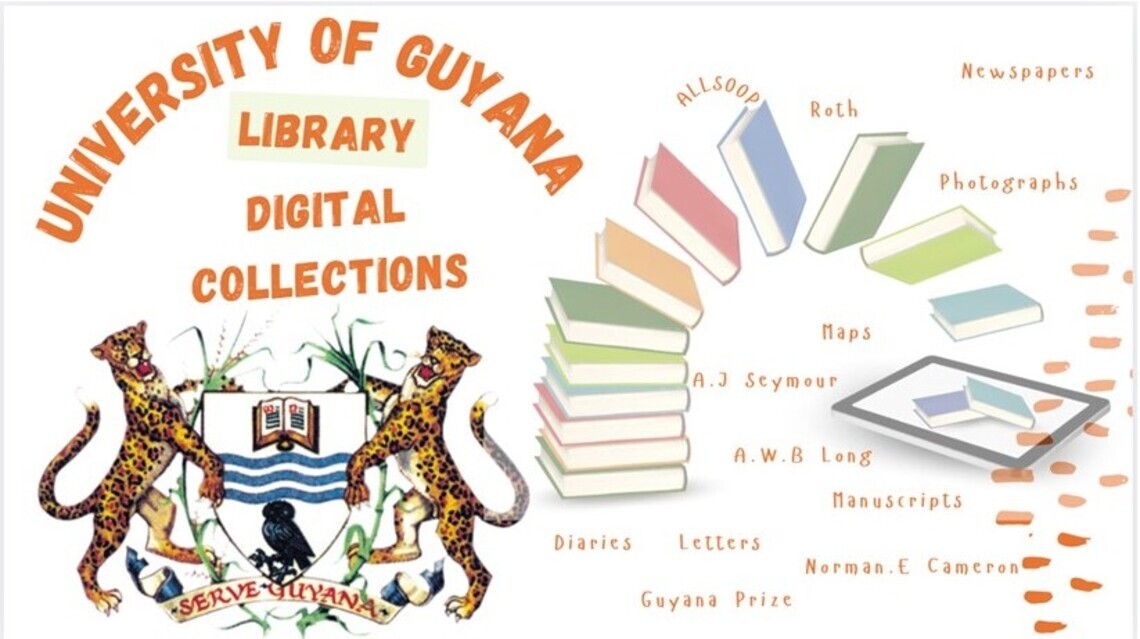 UNIVERSITY OF GUYANA
LIBRARY
DIGITAL
COLLECTIONS
SERVE GUYANA
ALLSOOP
Roth
Newspapers
Photographs
Maps
A.J Seymour
A.W.B Long
Manuscripts
Diaries
Letters
Norman.E Cameron
Guyana Prize